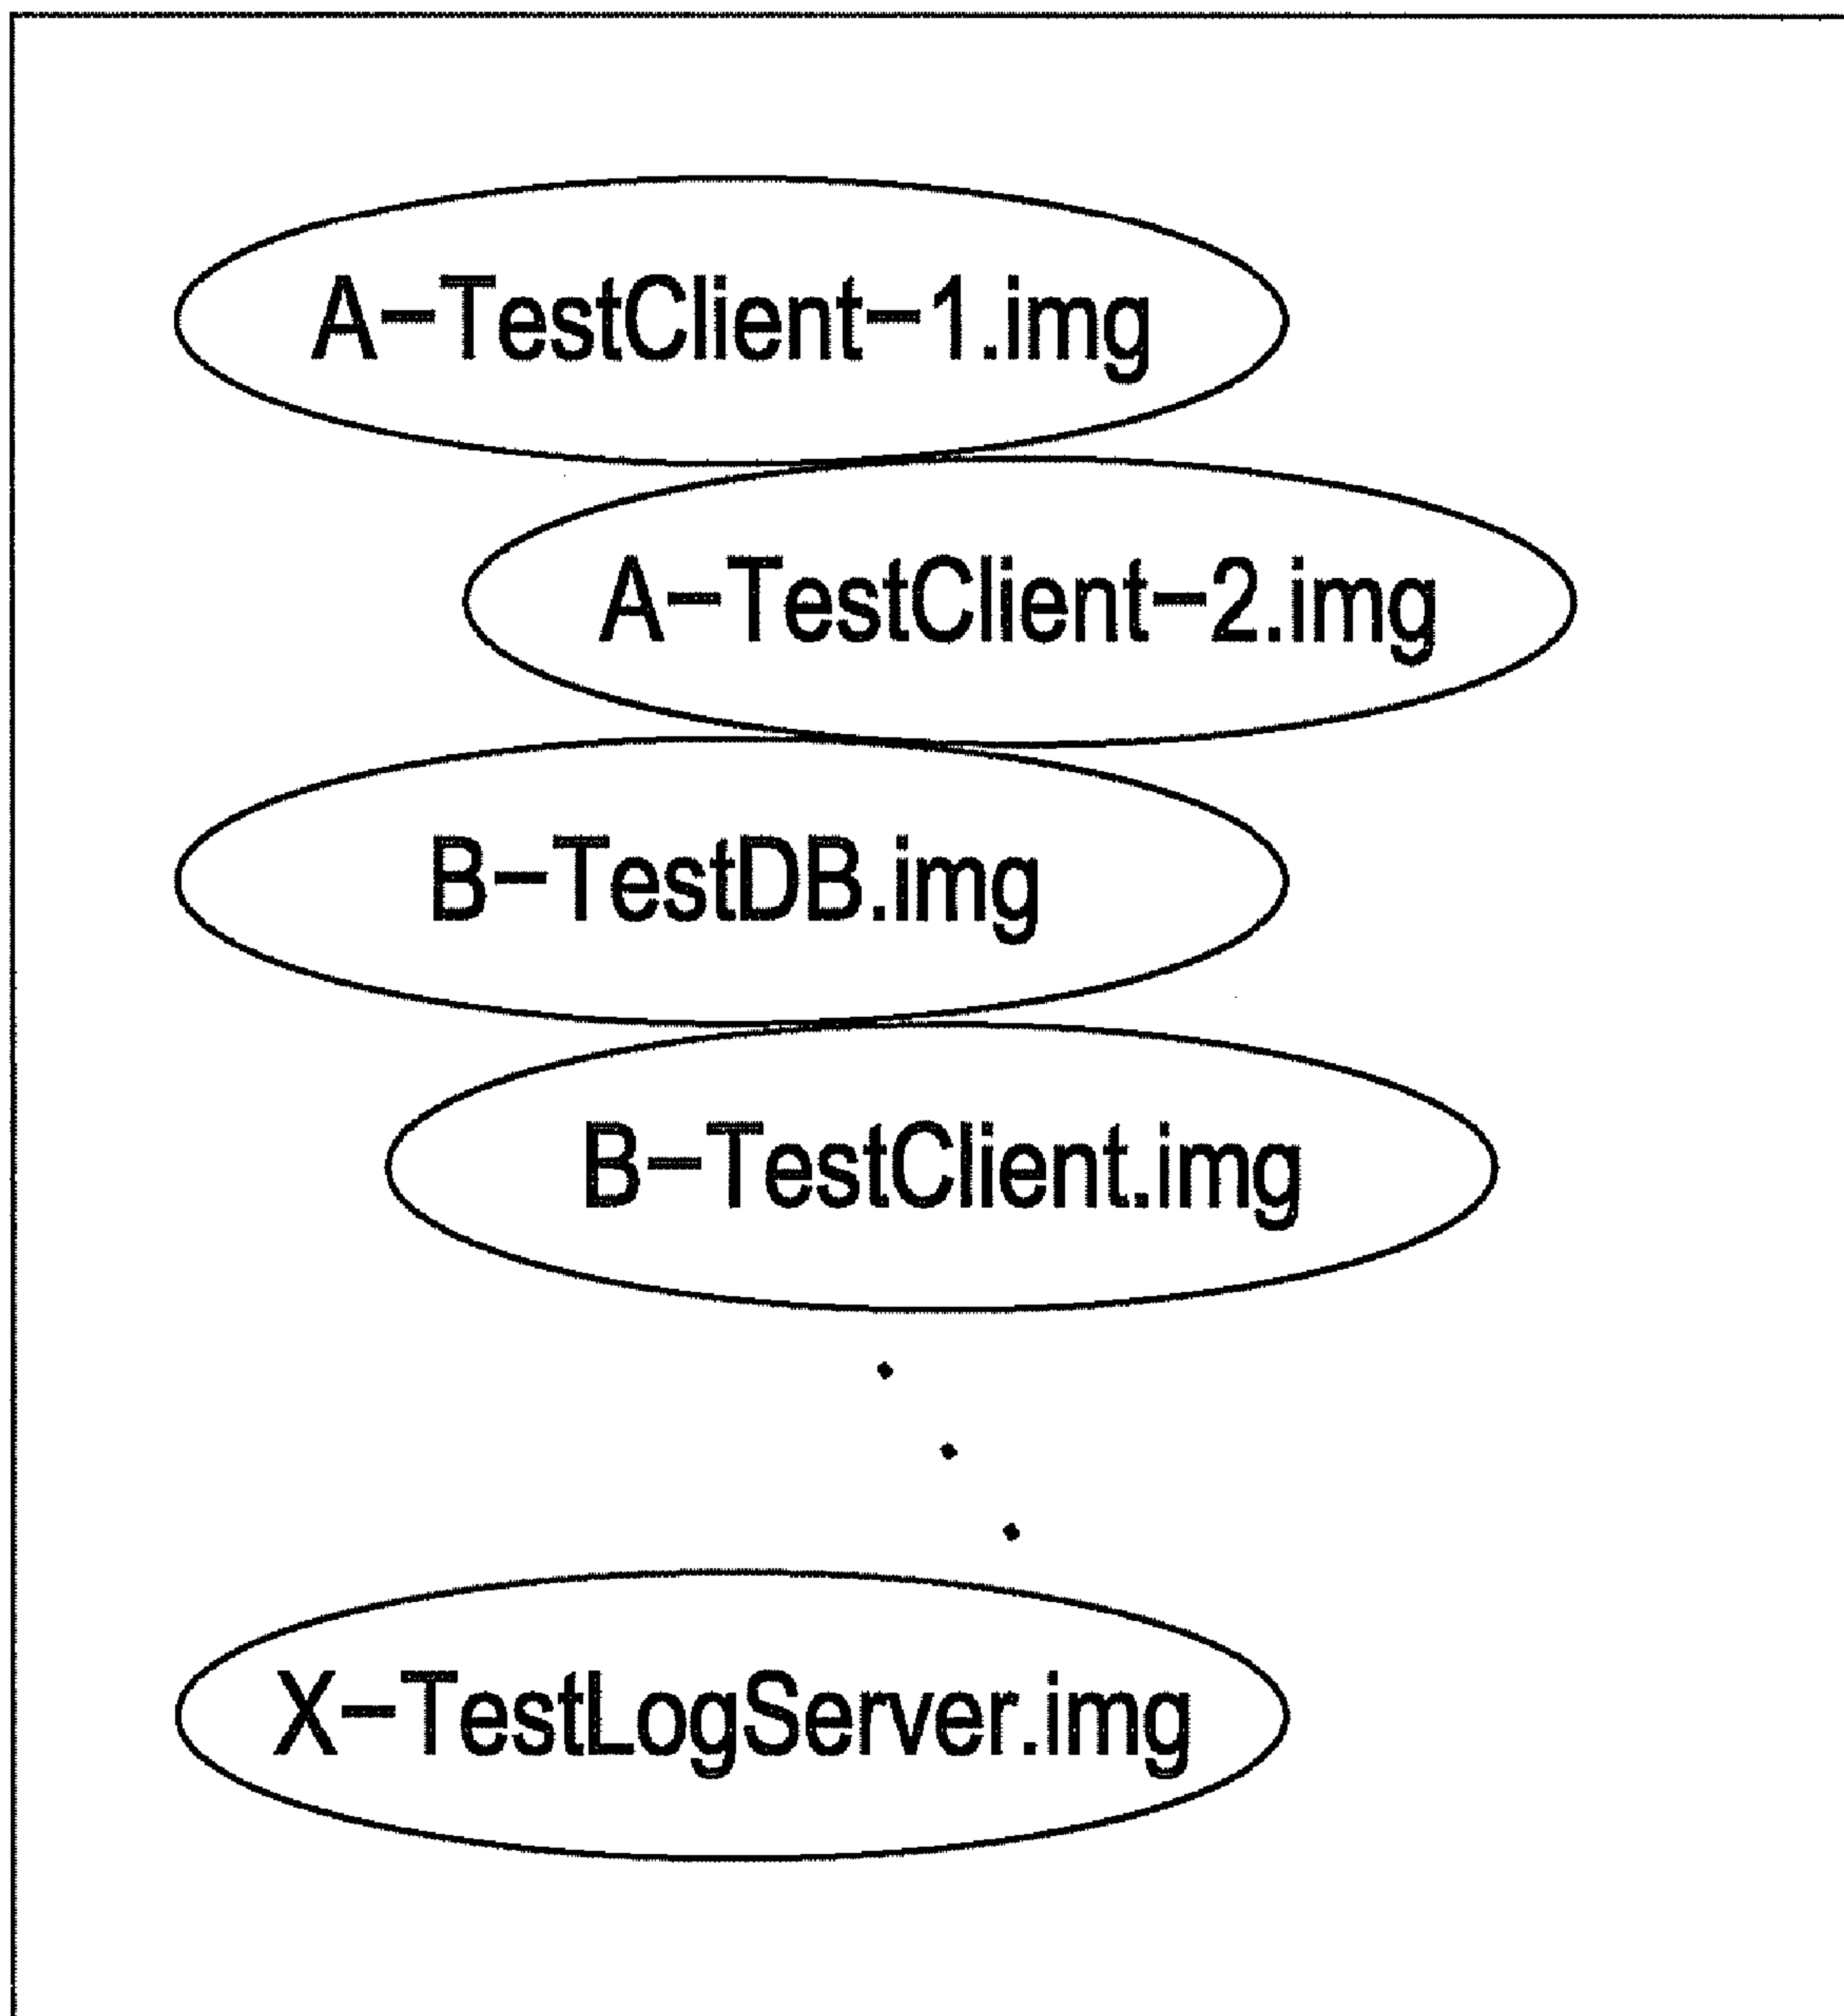 A-TestClient-1.img
A-TestClient-2.img
B-TestDB.img
B-TestClient.img
X-TestLogServer.img